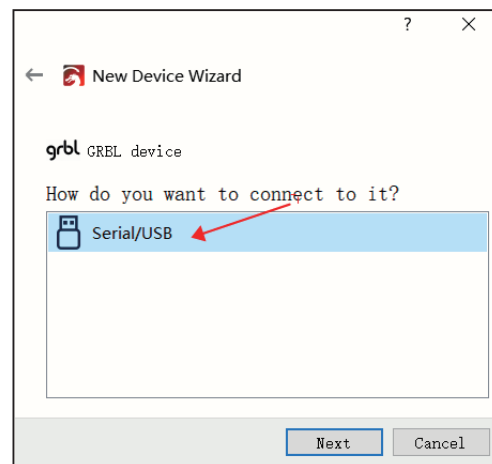 ?
New Device Wizard
grbl GRBL device
How do you want to connect to it?
Serial/USB
Next Cancel